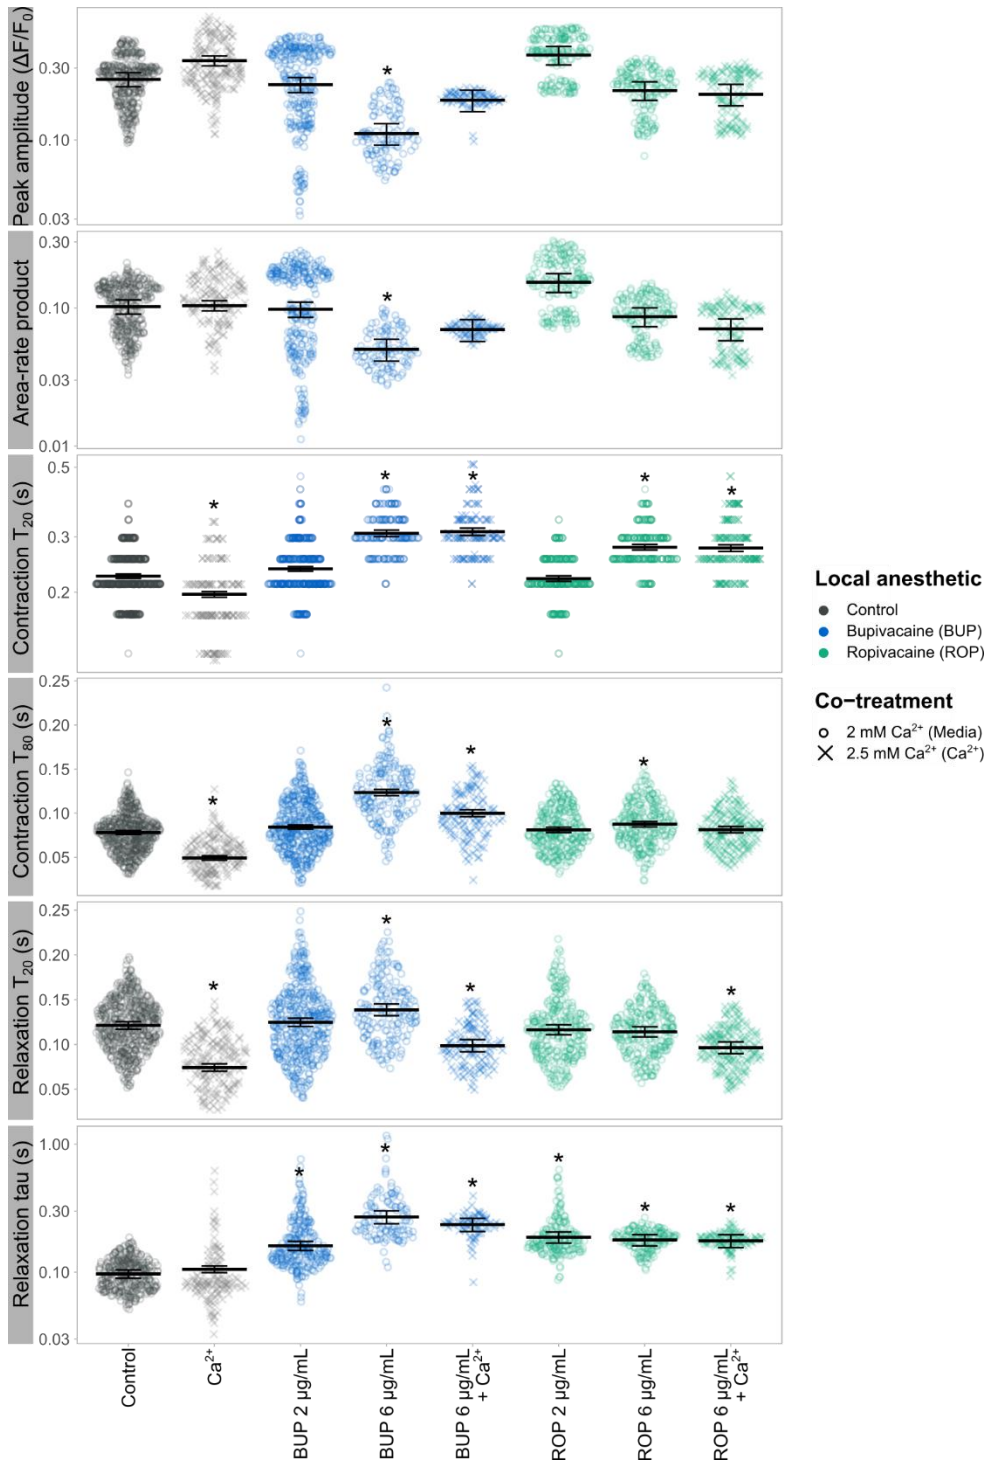 Peak amplitude (ΔF/F0)
0.30
0.10
0.03
*
Area-rate product
0.30
0.10
0.03
0.01
*
Contraction T20 (s)
0.5
0.3
0.2
* * * * *
Contraction T80 (s)
0.25
0.20
0.15
0.10
0.05
* * * *
Relaxation T20 (s)
0.25
0.20
0.15
0.10
0.05
* * * *
Relaxation tau (s)
1.00
0.30
0.10
0.03
* * * * * *
Control
Ca2+
BUP 2 µg/mL
BUP 6 µg/mL
BUP 6 µg/mL
+ Ca2+
ROP 2 µg/mL
ROP 6 µg/mL
ROP 6 µg/mL
+ Ca2+
Local anesthetic
Control
Bupivacaine (BUP)
Ropivacaine (ROP)
Co−treatment
2 mM Ca2+ (Media)
2.5 mM Ca2+ (Ca2+)